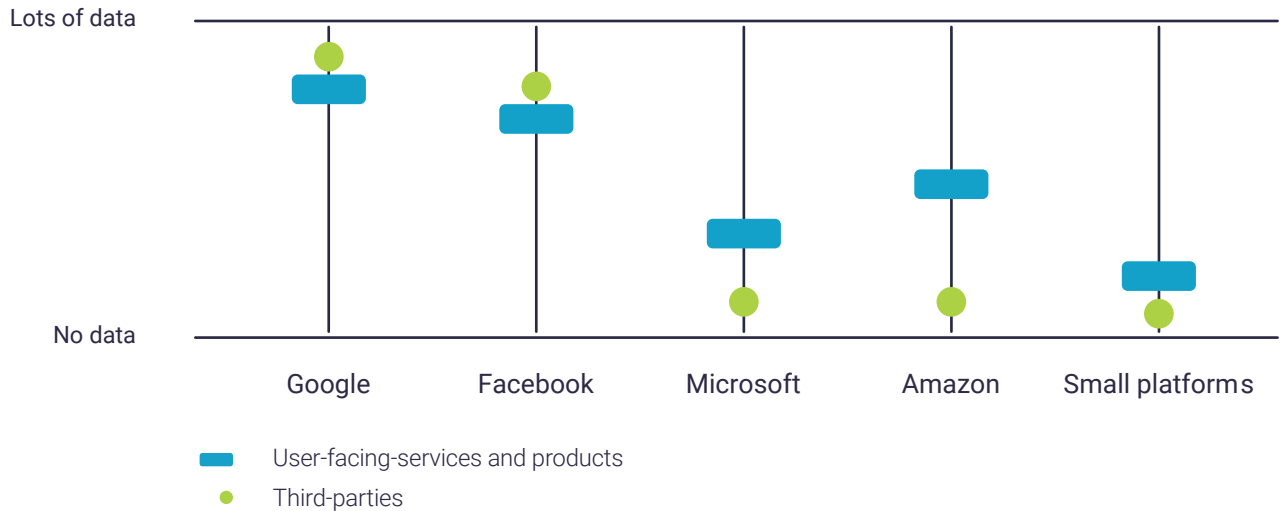 Lots of data
No data
Google Facebook Microsoft Amazon Small platforms
User-facing-services and products
Third-parties